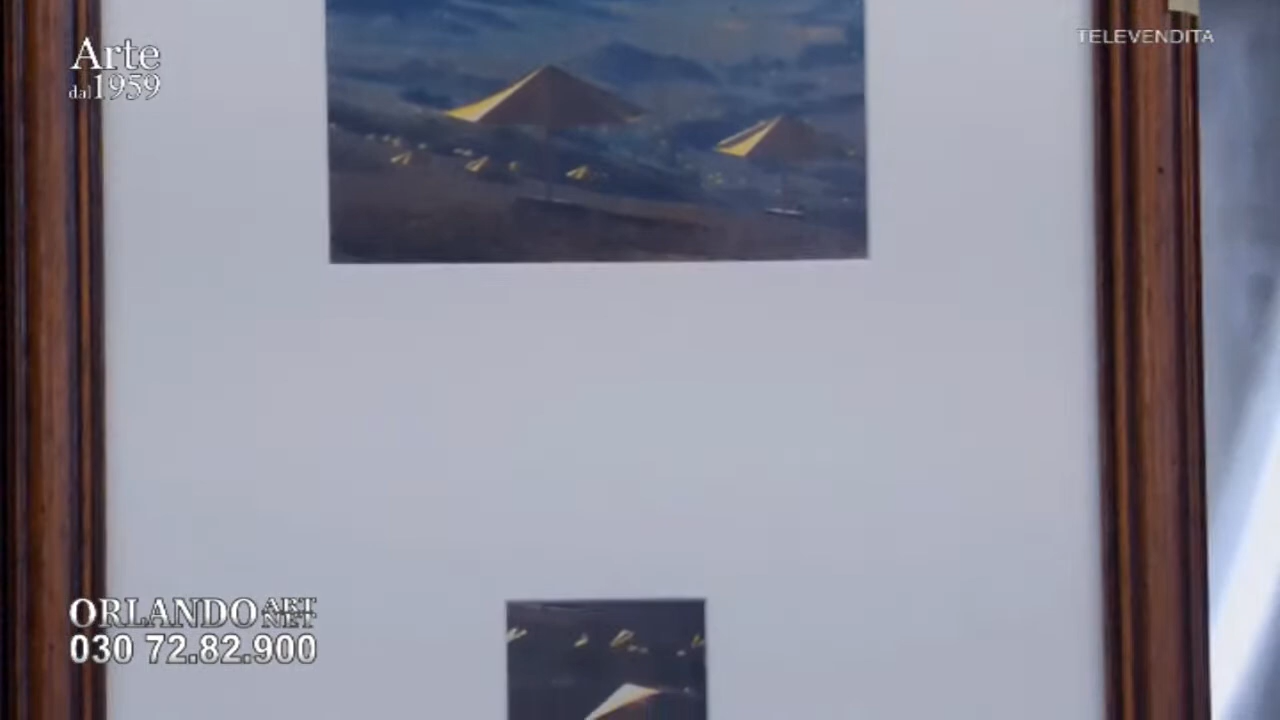 Arte
dal 1959
TELEVENDITA
ORLANDO ART NET
030 72.82.900